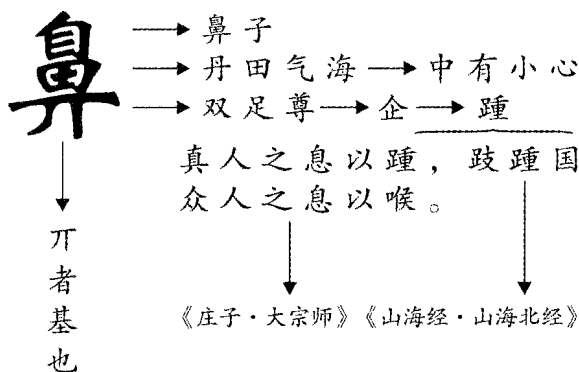 鼻
鼻子
丹田气海 中有小心
双足尊 企 踵
真人之息以踵，跂踵国
众人之息以喉。
丌者基也
《庄子·大宗师》《山海经·山海北经》